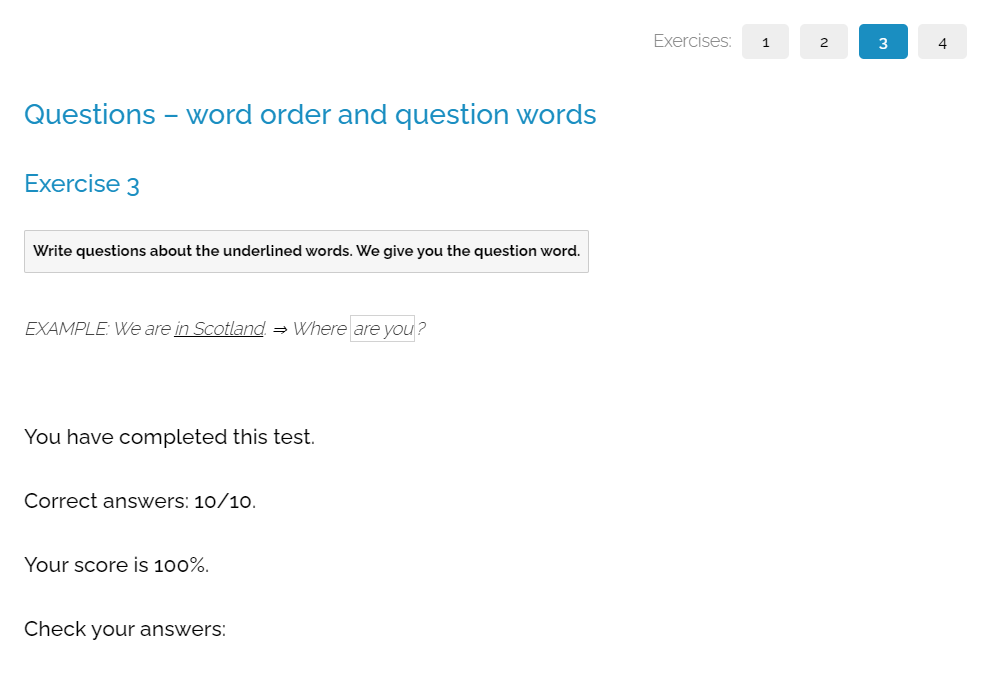 Exercises: 1 2 3 4
Questions – word order and question words
Exercise 3
Write questions about the underlined words. We give you the question word.
EXAMPLE: We are in Scotland. ⇒ Where are you ?
You have completed this test.
Correct answers: 10/10.
Your score is 100%.
Check your answers: